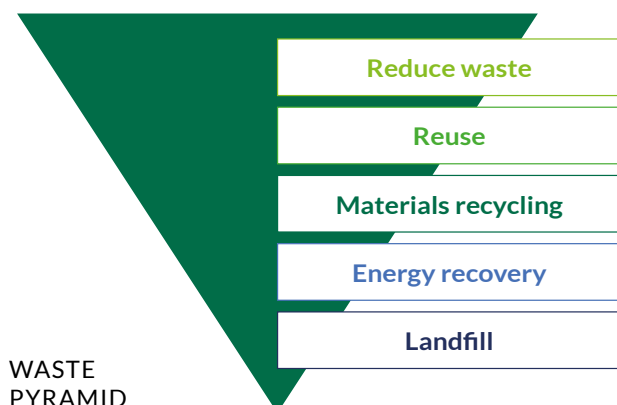 Reduce waste
Reuse
Materials recycling
Energy recovery
Landfill
WASTE
PYRAMID